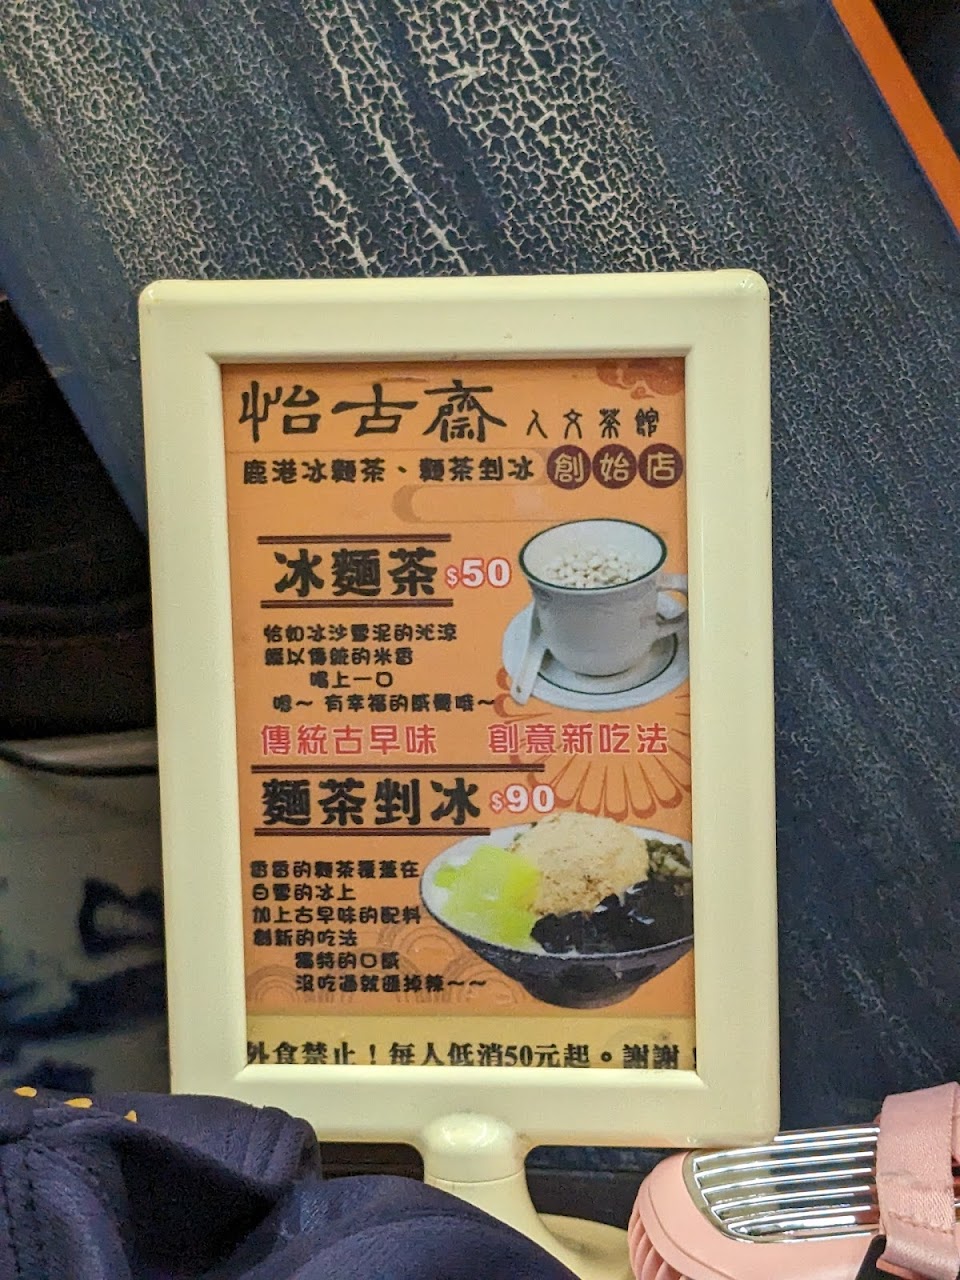 怡古齋 人文茶館
鹿港冰麵茶、麵茶剉冰 創始店
冰麵茶 $50
恰如冰沙雪泥的沁涼
綴以傳統的米香
喝上一口
嗯~ 有幸福的感覺哦~
傳統古早味 創意新吃法
麵茶剉冰 $90
香香的麵茶覆蓋在
白雪的冰上
加上古早味的配料
創新的吃法
獨特的口感
沒吃過就遜掉辣~~
外食禁止！每人低消50元起。謝謝！